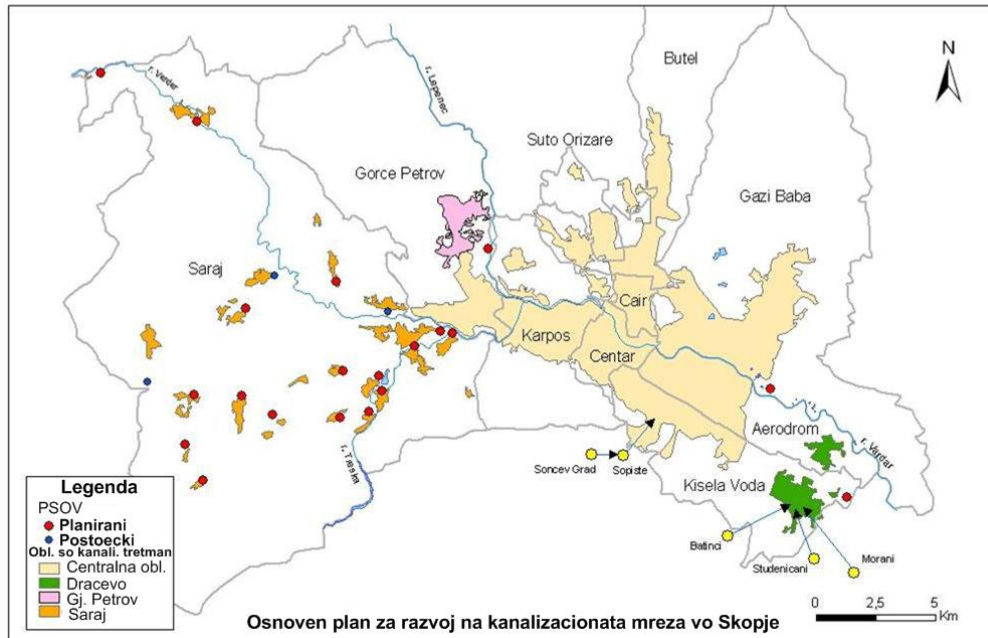 Butel
N
r. Vardar
r. Lepenec
Suto Orizare
Gorce Petrov
Gazi Baba
Saraj
Cair
Karpos
Centar
Aerodrom
r. Vardar
Soncev Grad
Sopiste
r. Treska
Kisela Voda
Batinci
Studenicani
Morani
Legenda
PSOV
Planirani
Postoecki
Obl. so kanali. tretman
Centralna obl.
Dracevo
Gj. Petrov
Saraj
0 2,5 5
Km
Osnoven plan za razvoj na kanalizacionata mreza vo Skopje